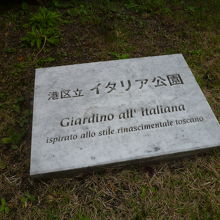 港区立 イタリア公園
Giardino all' italiana
ispirato allo stile rinascimentale toscano